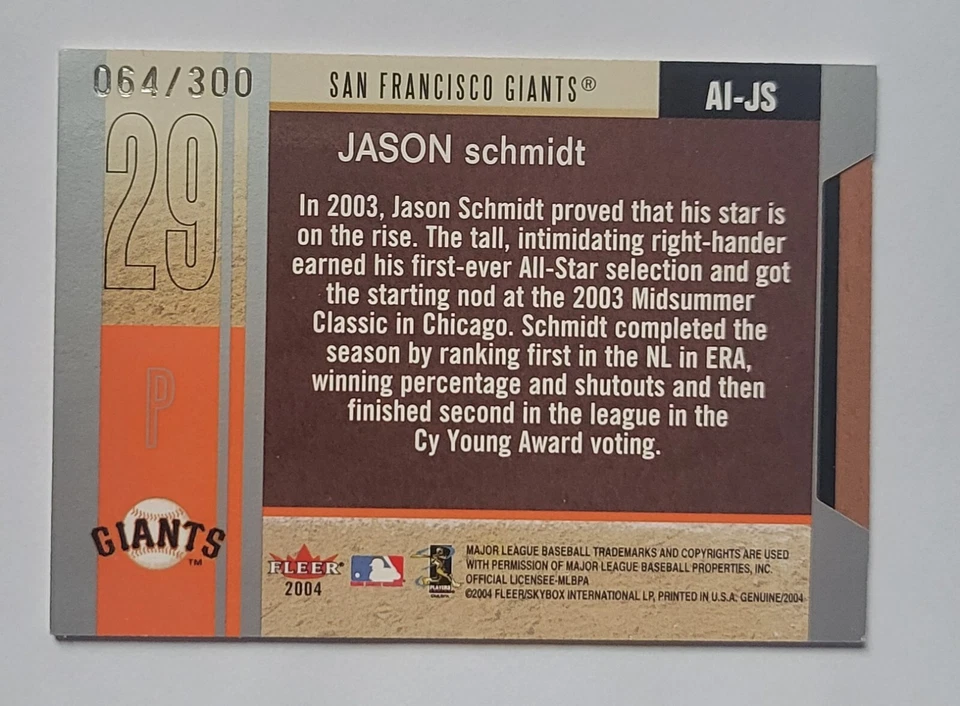 064/300
SAN FRANCISCO GIANTS®
AI-JS
29
JASON schmidt
In 2003, Jason Schmidt proved that his star is
on the rise. The tall, intimidating right-hander
earned his first-ever All-Star selection and got
the starting nod at the 2003 Midsummer
Classic in Chicago. Schmidt completed the
season by ranking first in the NL in ERA,
winning percentage and shutouts and then
finished second in the league in the
Cy Young Award voting.
P
GIANTS™
FLEER
2004
PLAYERS
MAJOR LEAGUE BASEBALL TRADEMARKS AND COPYRIGHTS ARE USED
WITH PERMISSION OF MAJOR LEAGUE BASEBALL PROPERTIES, INC.
OFFICIAL LICENSEE-MLBPA
©2004 FLEER/SKYBOX INTERNATIONAL LP, PRINTED IN U.S.A. GENUINE/2004